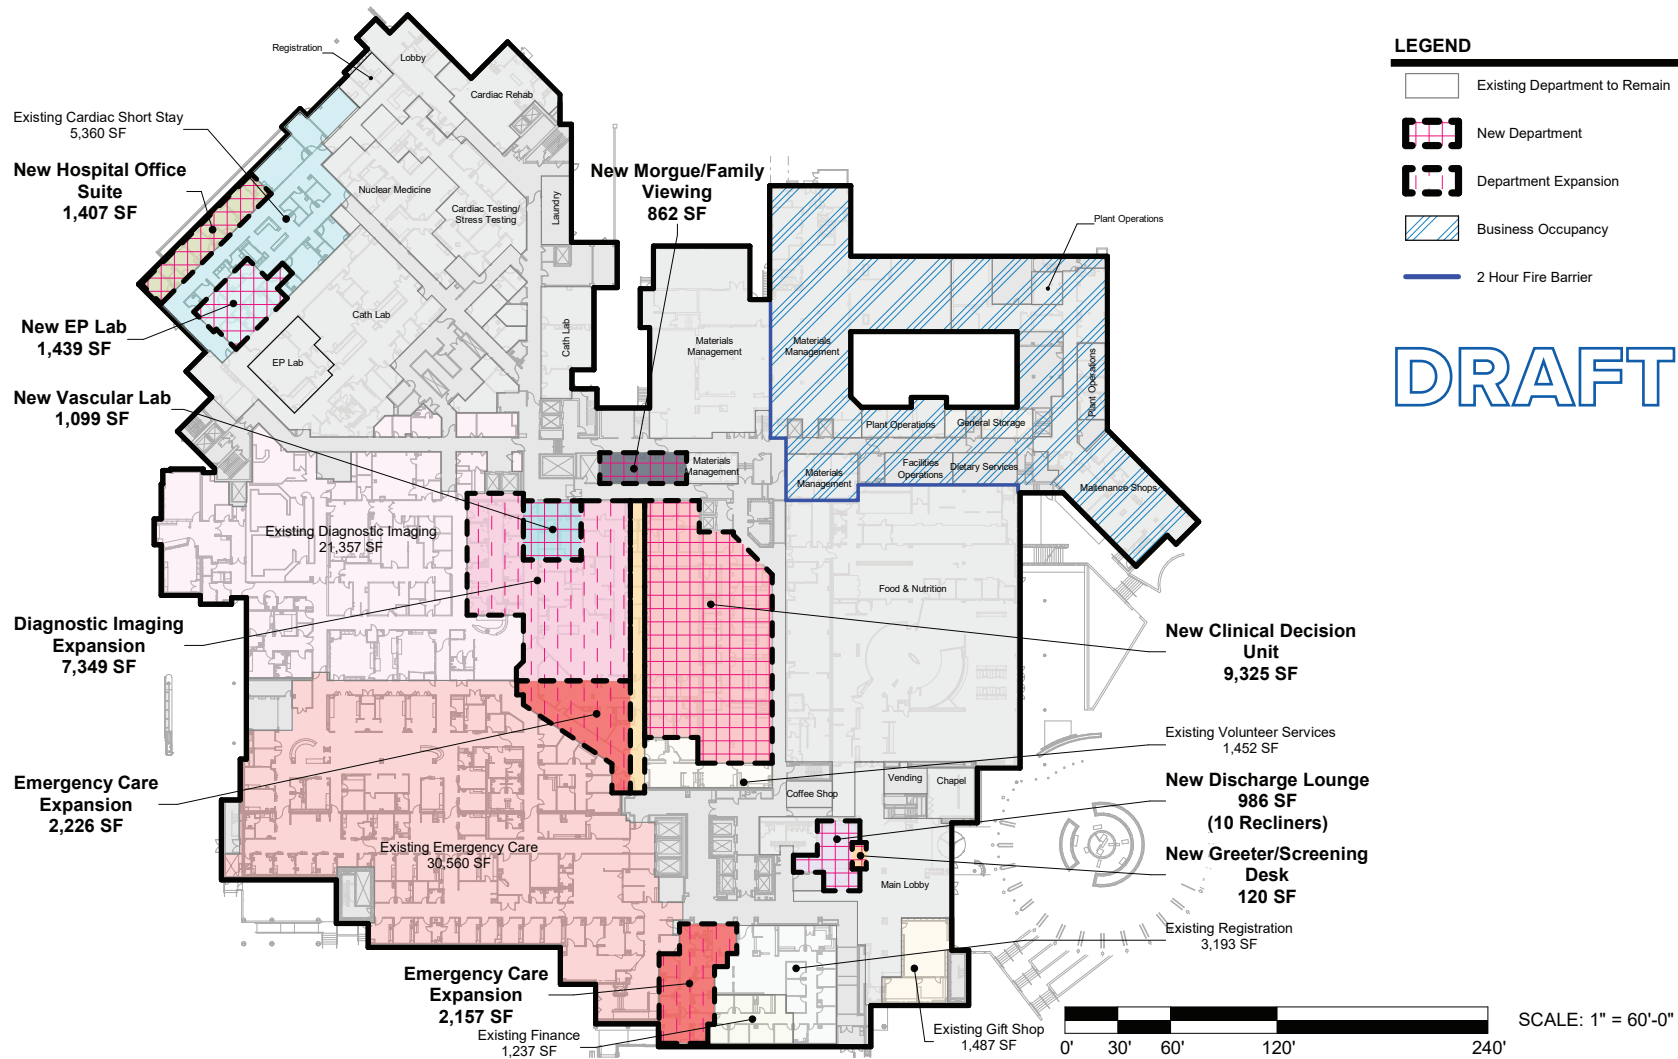 Registration
Lobby
Cardiac Rehab
Existing Cardiac Short Stay
5,360 SF
New Hospital Office
Suite
1,407 SF
Nuclear Medicine
Cardiac Testing/
Stress Testing
Laundry
New Morgue/Family
Viewing
862 SF
Plant Operations
New EP Lab
1,439 SF
Cath Lab
EP Lab
Cath Lab
Materials
Management
Materials
Management
Plant Operations
New Vascular Lab
1,099 SF
Plant Operations
General Storage
Materials
Management
Materials
Management
Facilities
Operations
Dietary Services
Maitenance Shops
Existing Diagnostic Imaging
21,357 SF
Food & Nutrition
Diagnostic Imaging
Expansion
7,349 SF
New Clinical Decision
Unit
9,325 SF
Existing Volunteer Services
1,452 SF
Emergency Care
Expansion
2,226 SF
Vending
Chapel
Coffee Shop
New Discharge Lounge
986 SF
(10 Recliners)
Existing Emergency Care
30,560 SF
New Greeter/Screening
Desk
120 SF
Main Lobby
Existing Registration
3,193 SF
Emergency Care
Expansion
2,157 SF
Existing Finance
1,237 SF
Existing Gift Shop
1,487 SF
LEGEND
Existing Department to Remain
New Department
Department Expansion
Business Occupancy
2 Hour Fire Barrier
DRAFT
SCALE: 1" = 60'-0"
0' 30' 60' 120' 240'